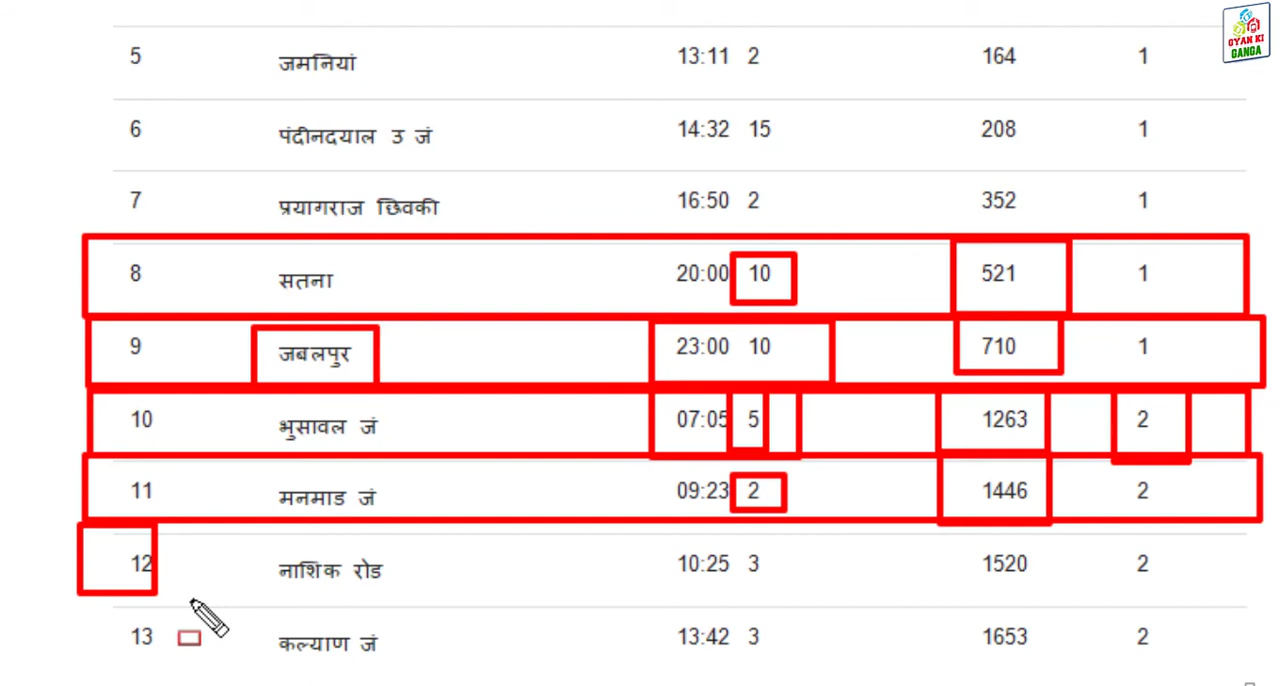 GYAN KI
GANGA
5 जमनियां 13:11 2 164 1
6 पंदीनदयाल उ जं 14:32 15 208 1
7 प्रयागराज छिवकी 16:50 2 352 1
8 सतना 20:00 10 521 1
9 जबलपुर 23:00 10 710 1
10 भुसावल जं 07:05 5 1263 2
11 मनमाड जं 09:23 2 1446 2
12 नाशिक रोड 10:25 3 1520 2
13 कल्याण जं 13:42 3 1653 2